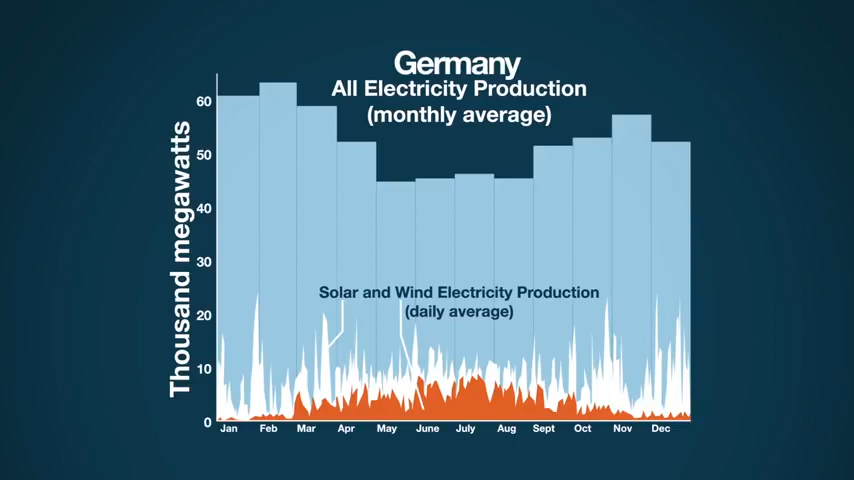 Germany
All Electricity Production
(monthly average)
Thousand megawatts
60
50
40
30
20
10
0
Solar and Wind Electricity Production
(daily average)
Jan Feb Mar Apr May June July Aug Sept Oct Nov Dec